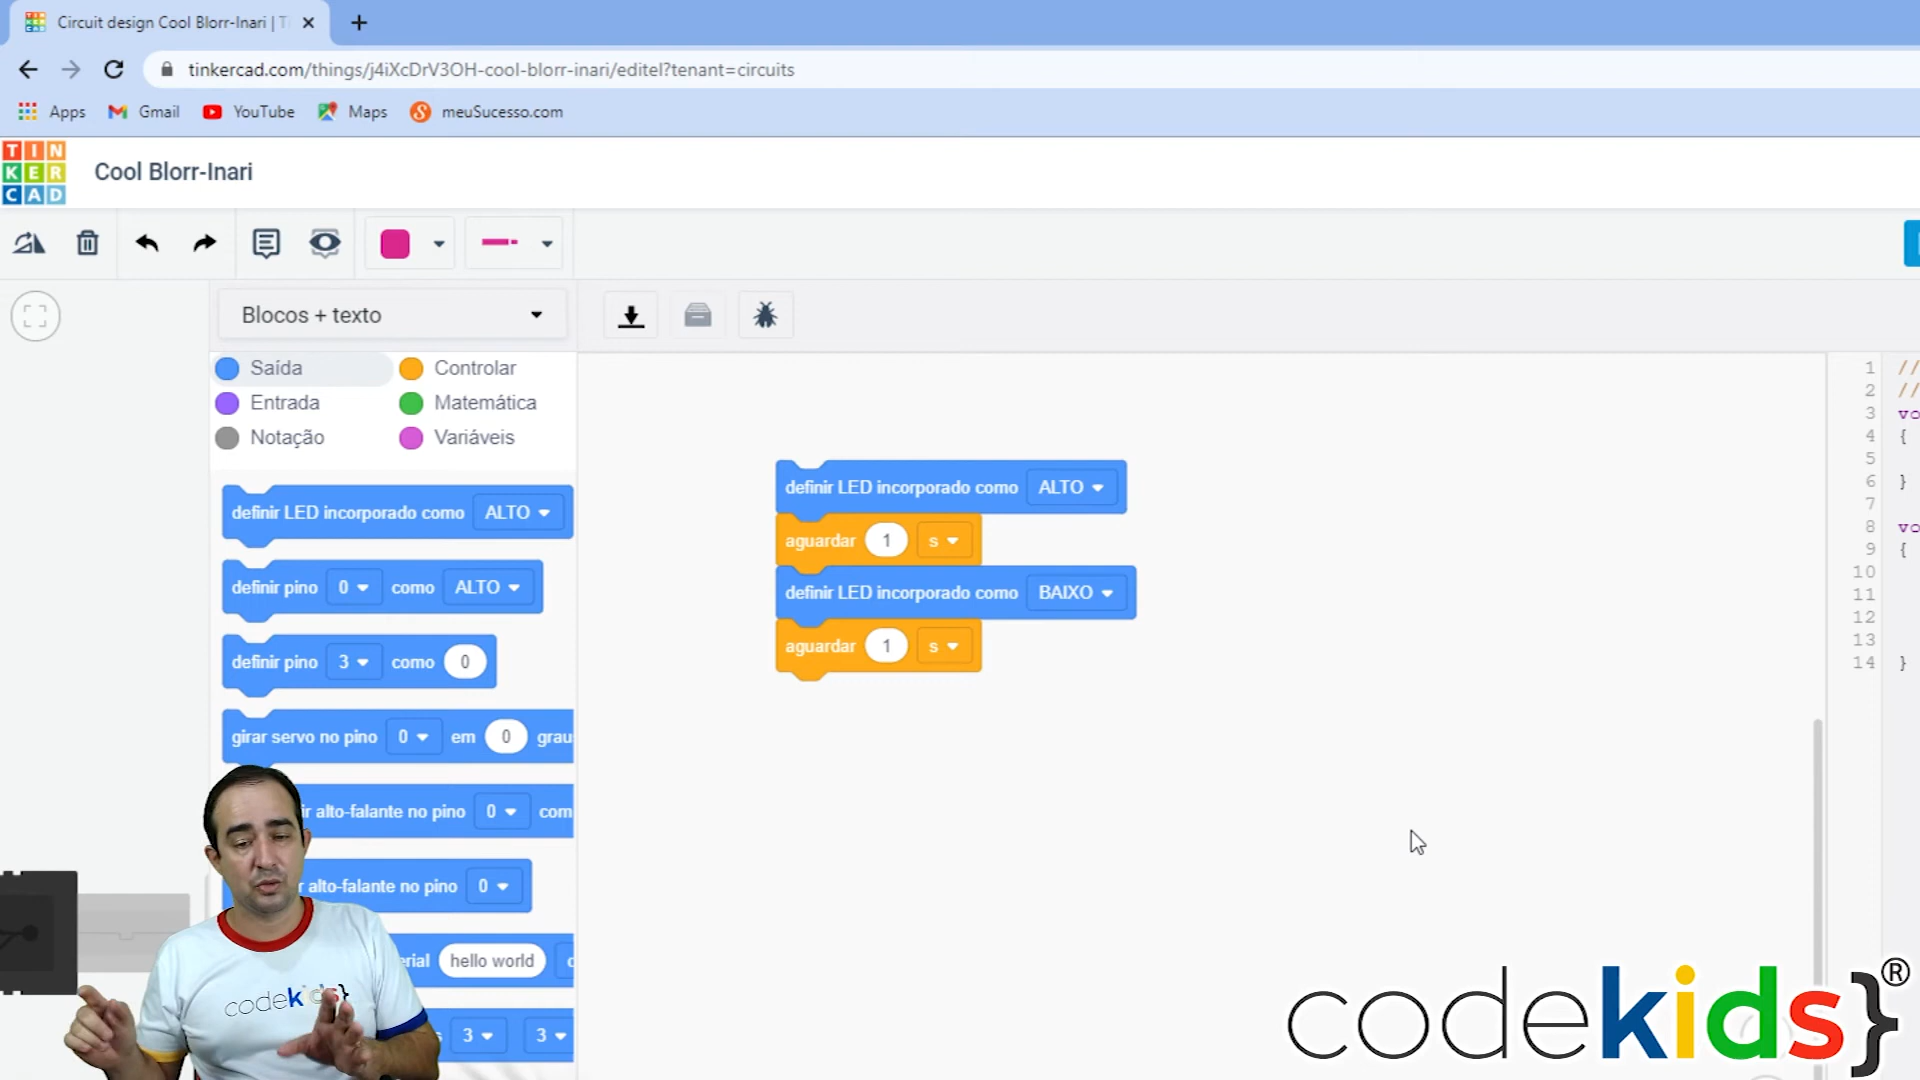 Circuit design Cool Blorr-Inari | T
tinkercad.com/things/j4iXcDrV3OH-cool-blorr-inari/editel?tenant=circuits
Apps Gmail YouTube Maps meuSucesso.com
TIN
KER
CAD
Cool Blorr-Inari
Blocos + texto
Saída Controlar
Entrada Matemática
Notação Variáveis
definir LED incorporado como ALTO
definir pino 0 como ALTO
definir pino 3 como 0
girar servo no pino 0 em 0 grau
ir alto-falante no pino 0 com
r alto-falante no pino 0
erial hello world
s 3 3
definir LED incorporado como ALTO
aguardar 1 s
definir LED incorporado como BAIXO
aguardar 1 s
1 //
2 //
3 vo
4 {
5
6 }
7
8 vo
9 {
10
11
12
13
14 }
codekids}
codekids}®